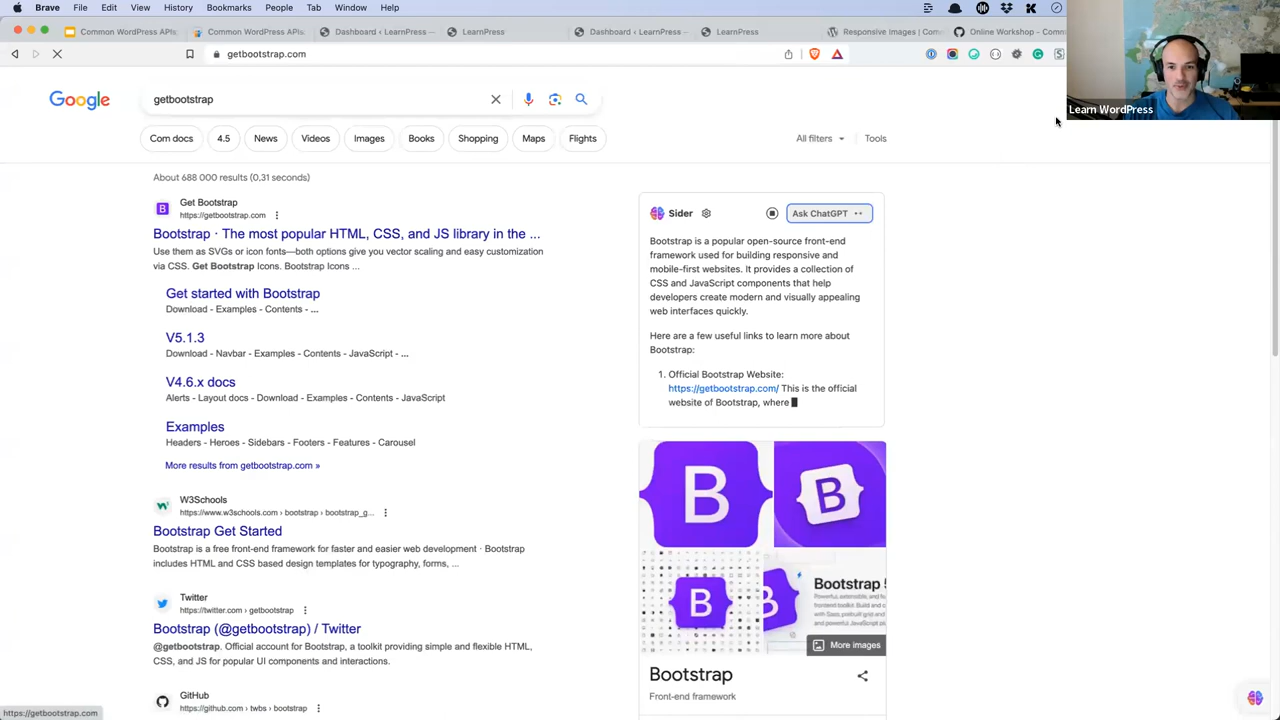 Brave File Edit View History Bookmarks People Tab Window Help
Common WordPress APIs: Common WordPress APIs: Dashboard ‹ LearnPress — LearnPress Dashboard ‹ LearnPress — LearnPress Responsive Images | Com Online Workshop · C
getbootstrap.com
Google
getbootstrap
Learn WordPress
Com docs 4.5 News Videos Images Books Shopping Maps Flights All filters Tools
About 688 000 results (0,31 seconds)
Get Bootstrap
https://getbootstrap.com
Bootstrap · The most popular HTML, CSS, and JS library in the ...
Use them as SVGs or icon fonts—both options give you vector scaling and easy customization
via CSS. Get Bootstrap Icons. Bootstrap Icons ...
Get started with Bootstrap
Download - Examples - Contents - ...
V5.1.3
Download - Navbar - Examples - Contents - JavaScript - ...
V4.6.x docs
Alerts - Layout docs - Download - Examples - Contents - JavaScript
Examples
Headers - Heroes - Sidebars - Footers - Features - Carousel
More results from getbootstrap.com »
W3Schools
https://www.w3schools.com › bootstrap › bootstrap_g...
Bootstrap Get Started
Bootstrap is a free front-end framework for faster and easier web development · Bootstrap
includes HTML and CSS based design templates for typography, forms, ...
Twitter
https://twitter.com › getbootstrap
Bootstrap (@getbootstrap) / Twitter
@getbootstrap. Official account for Bootstrap, a toolkit providing simple and flexible HTML,
CSS, and JS for popular UI components and interactions.
GitHub
https://github.com › twbs › bootstrap
https://getbootstrap.com
Sider Ask ChatGPT
Bootstrap is a popular open-source front-end
framework used for building responsive and
mobile-first websites. It provides a collection of
CSS and JavaScript components that help
developers create modern and visually appealing
web interfaces quickly.
Here are a few useful links to learn more about
Bootstrap:
1. Official Bootstrap Website:
https://getbootstrap.com/ This is the official
website of Bootstrap, where
B
B
B
B
Bootstrap 5
Powerful, extensible, and fe
frontend toolkit. Build and c
More images
Bootstrap
Front-end framework